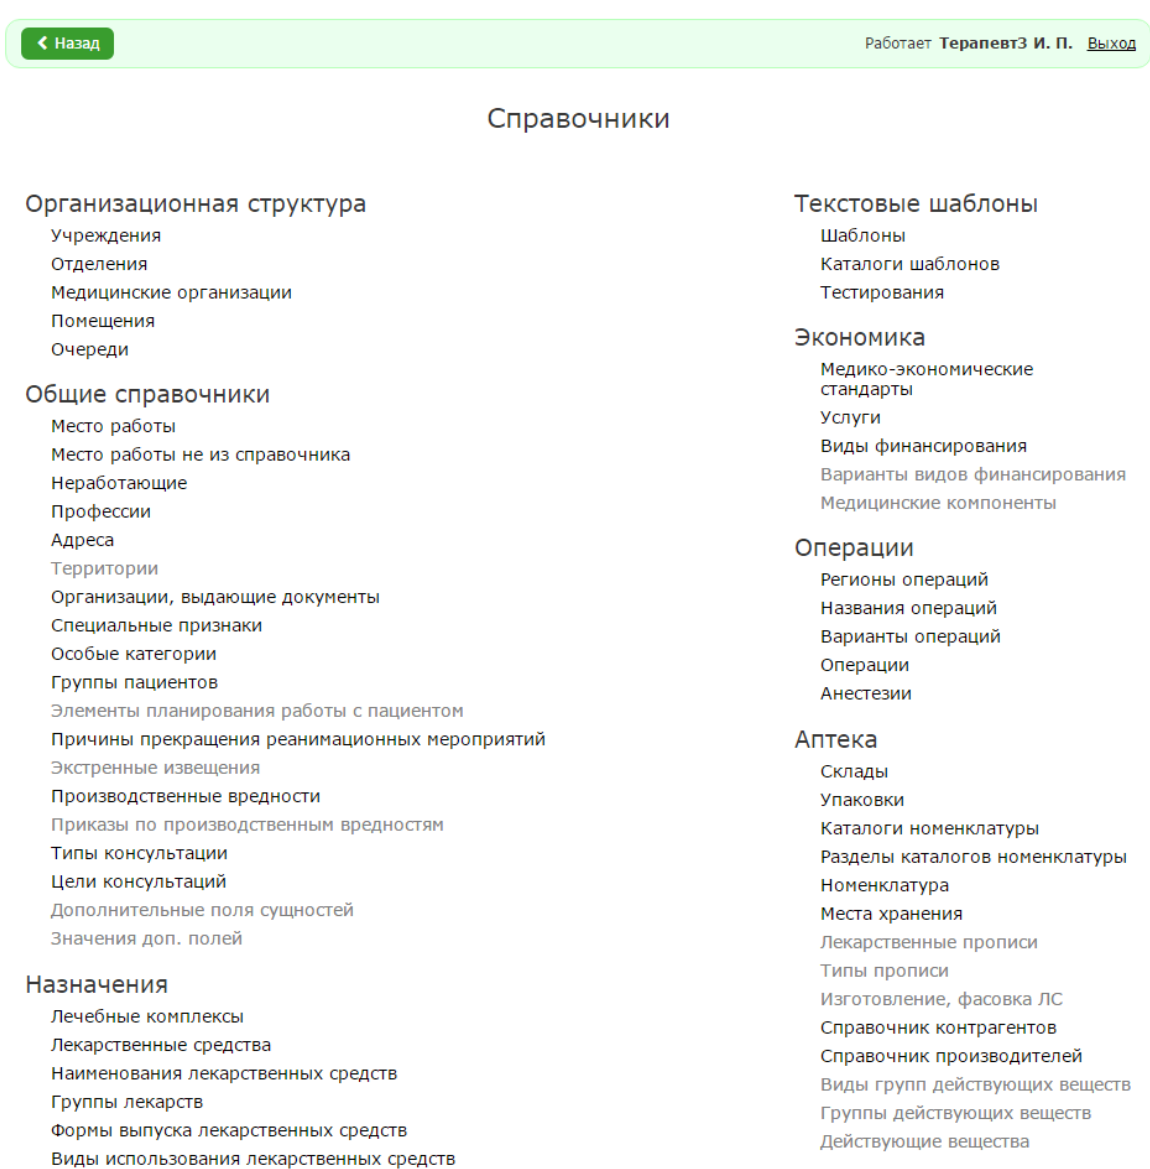 Назад
Работает Терапевт3 И. П. Выход
Справочники
Организационная структура
Учреждения
Отделения
Медицинские организации
Помещения
Очереди
Общие справочники
Место работы
Место работы не из справочника
Неработающие
Профессии
Адреса
Территории
Организации, выдающие документы
Специальные признаки
Особые категории
Группы пациентов
Элементы планирования работы с пациентом
Причины прекращения реанимационных мероприятий
Экстренные извещения
Производственные вредности
Приказы по производственным вредностям
Типы консультации
Цели консультаций
Дополнительные поля сущностей
Значения доп. полей
Назначения
Лечебные комплексы
Лекарственные средства
Наименования лекарственных средств
Группы лекарств
Формы выпуска лекарственных средств
Виды использования лекарственных средств
Текстовые шаблоны
Шаблоны
Каталоги шаблонов
Тестирования
Экономика
Медико-экономические
стандарты
Услуги
Виды финансирования
Варианты видов финансирования
Медицинские компоненты
Операции
Регионы операций
Названия операций
Варианты операций
Операции
Анестезии
Аптека
Склады
Упаковки
Каталоги номенклатуры
Разделы каталогов номенклатуры
Номенклатура
Места хранения
Лекарственные прописи
Типы прописи
Изготовление, фасовка ЛС
Справочник контрагентов
Справочник производителей
Виды групп действующих веществ
Группы действующих веществ
Действующие вещества